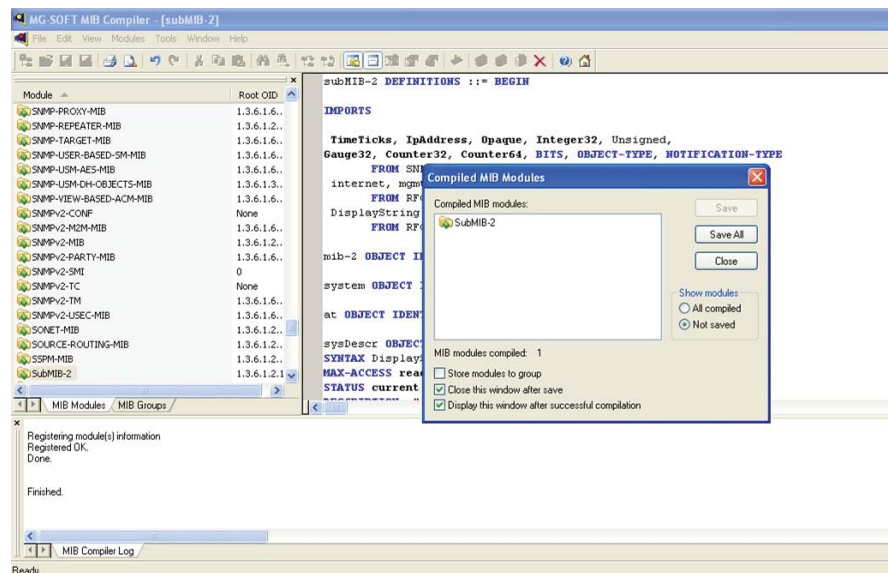 MG-SOFT MIB Compiler - [subMIB-2]
File Edit View Modules Tools Window Help
Module Root OID
SNMP-PROXY-MIB 1.3.6.1.6..
SNMP-REPEATER-MIB 1.3.6.1.2..
SNMP-TARGET-MIB 1.3.6.1.6..
SNMP-USER-BASED-SM-MIB 1.3.6.1.6..
SNMP-USM-AES-MIB 1.3.6.1.6..
SNMP-USM-DH-OBJECTS-MIB 1.3.6.1.3..
SNMP-VIEW-BASED-ACM-MIB 1.3.6.1.6..
SNMPv2-CONF None
SNMPv2-M2M-MIB 1.3.6.1.6..
SNMPv2-MIB 1.3.6.1.2..
SNMPv2-PARTY-MIB 1.3.6.1.6..
SNMPv2-SMI 0
SNMPv2-TC None
SNMPv2-TM 1.3.6.1.6..
SNMPv2-USEC-MIB 1.3.6.1.6..
SONET-MIB 1.3.6.1.2..
SOURCE-ROUTING-MIB 1.3.6.1.2..
SSPM-MIB 1.3.6.1.2..
SubMIB-2 1.3.6.1.2.1
MIB Modules MIB Groups
subMIB-2 DEFINITIONS ::= BEGIN
IMPORTS
TimeTicks, IpAddress, Opaque, Integer32, Unsigned,
Gauge32, Counter32, Counter64, BITS, OBJECT-TYPE, NOTIFICATION-TYPE
FROM SN
internet, mgm
FROM RF
DisplayString
FROM RF
mib-2 OBJECT I
system OBJECT
at OBJECT IDEN
sysDescr OBJEC
SYNTAX Display
MAX-ACCESS rea
STATUS current
Compiled MIB Modules
Compiled MIB modules:
SubMIB-2
Save
Save All
Close
Show modules
All compiled
Not saved
MIB modules compiled: 1
Store modules to group
Close this window after save
Display this window after successful compilation
Registering module(s) information
Registered OK.
Done.
Finished.
MIB Compiler Log
Ready